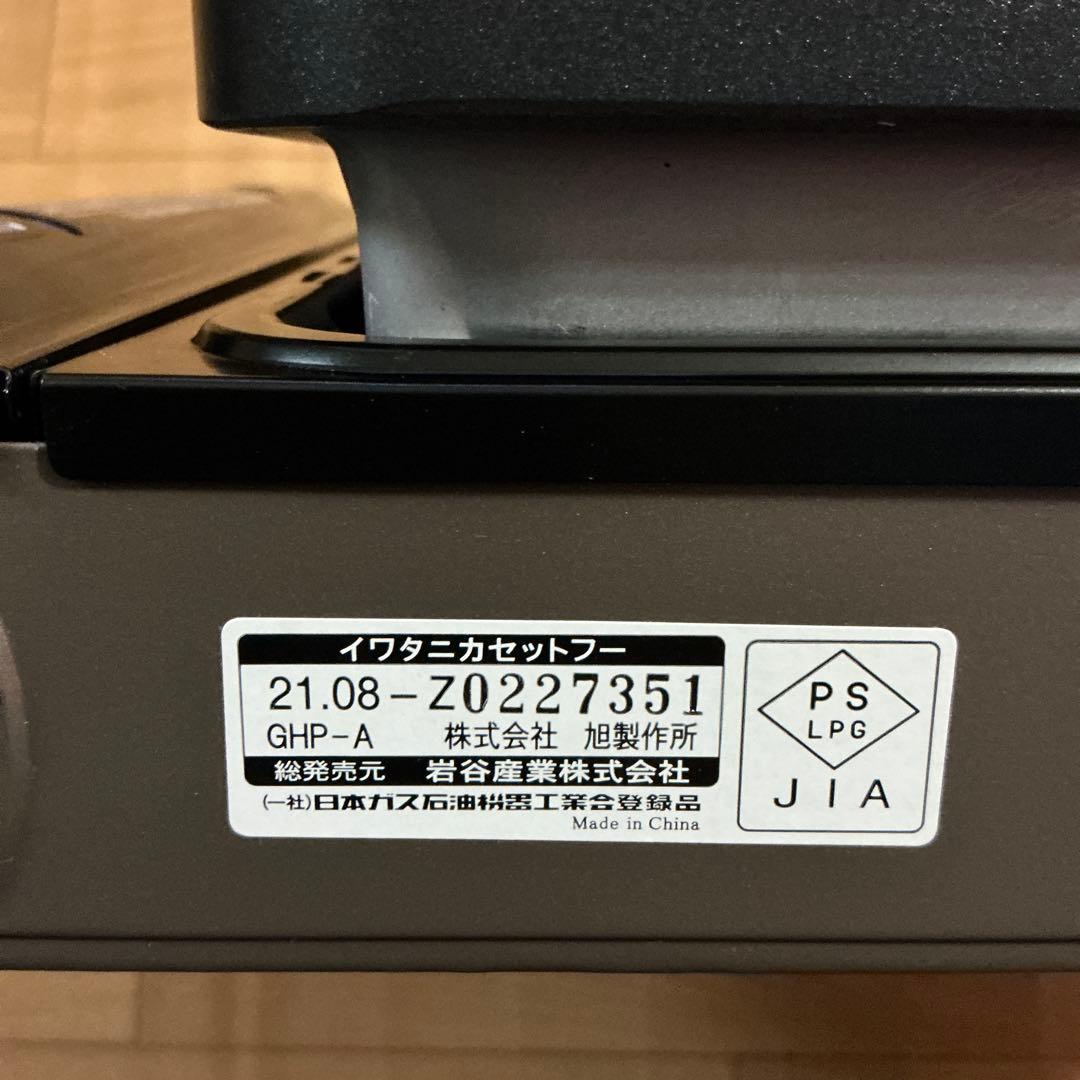 イワタニカセットフー
21.08-Z0227351
GHP-A 株式会社 旭製作所
総発売元 岩谷産業株式会社
(一社)日本ガス石油機器工業会登録品
Made in China
PS
LPG
JIA